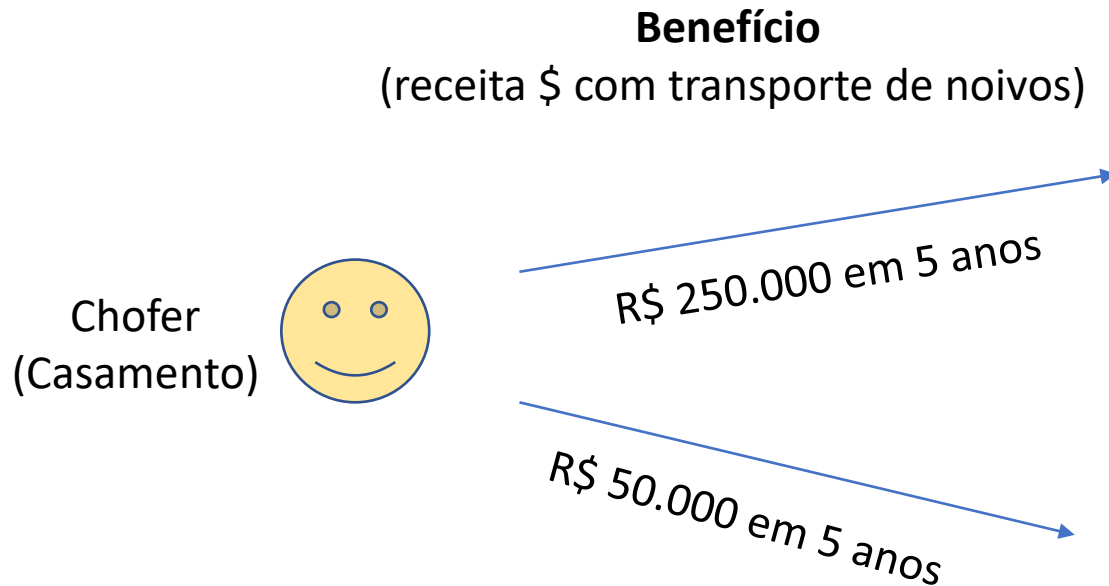 Benefício
(receita $ com transporte de noivos)
R$ 250.000 em 5 anos
Chofer
(Casamento)
R$ 50.000 em 5 anos